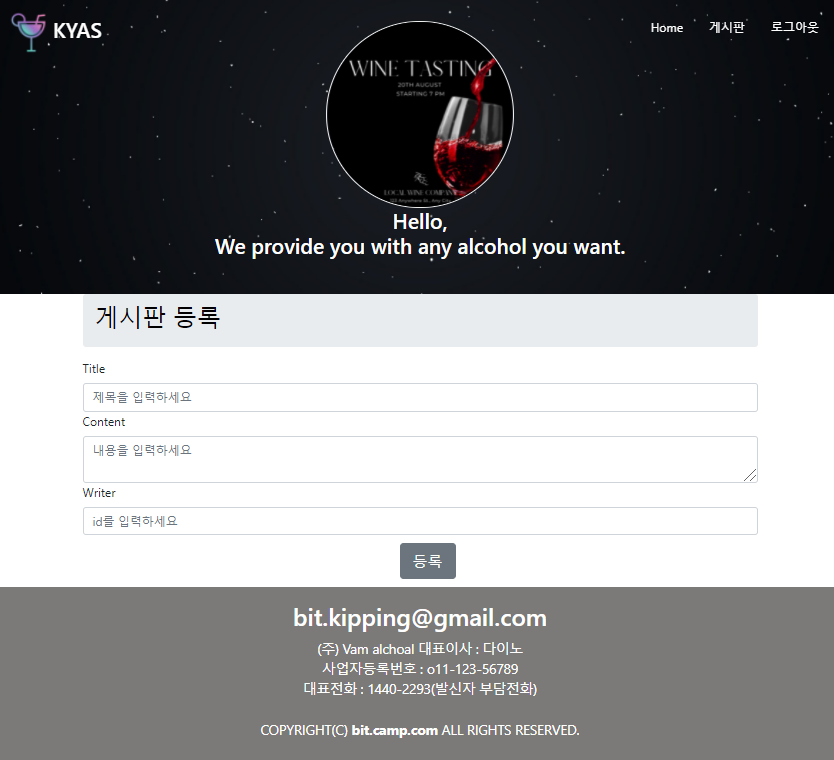 KYAS
Home 게시판 로그아웃
WINE TASTING
20TH AUGUST
STARTING 7 PM
LOCAL WINE COMPANY
123 Anywhere St., Any City
Hello,
We provide you with any alcohol you want.
게시판 등록
Title
제목을 입력하세요
Content
내용을 입력하세요
Writer
id를 입력하세요
등록
bit.kipping@gmail.com
(주) Vam alchoal 대표이사 : 다이노
사업자등록번호 : o11-123-56789
대표전화 : 1440-2293(발신자 부담전화)
COPYRIGHT(C) bit.camp.com ALL RIGHTS RESERVED.